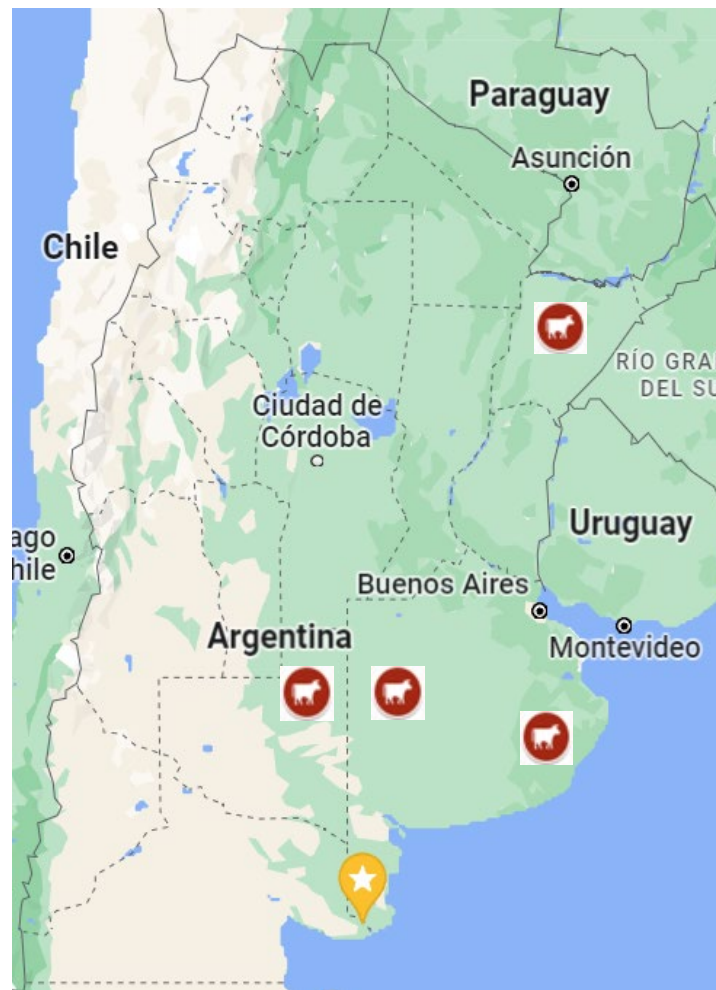 Paraguay
Asunción
Chile
RÍO GRA
DEL SU
Ciudad de
Córdoba
Uruguay
ago
hile
Buenos Aires
Argentina
Montevideo